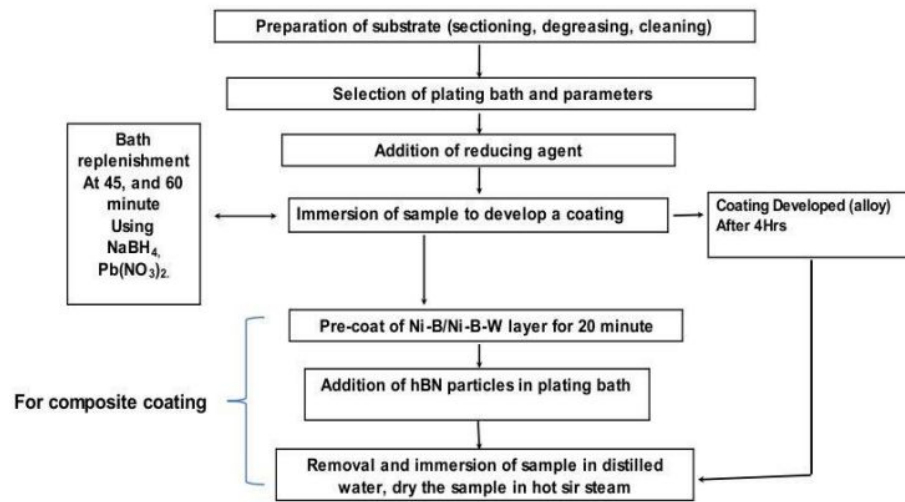 Preparation of substrate (sectioning, degreasing, cleaning)
Selection of plating bath and parameters
Addition of reducing agent
Bath
replenishment
At 45, and 60
minute
Using
NaBH₄,
Pb(NO₃)₂.
Immersion of sample to develop a coating
Coating Developed (alloy)
After 4Hrs
Pre-coat of Ni-B/Ni-B-W layer for 20 minute
Addition of hBN particles in plating bath
For composite coating
Removal and immersion of sample in distilled
water, dry the sample in hot sir steam